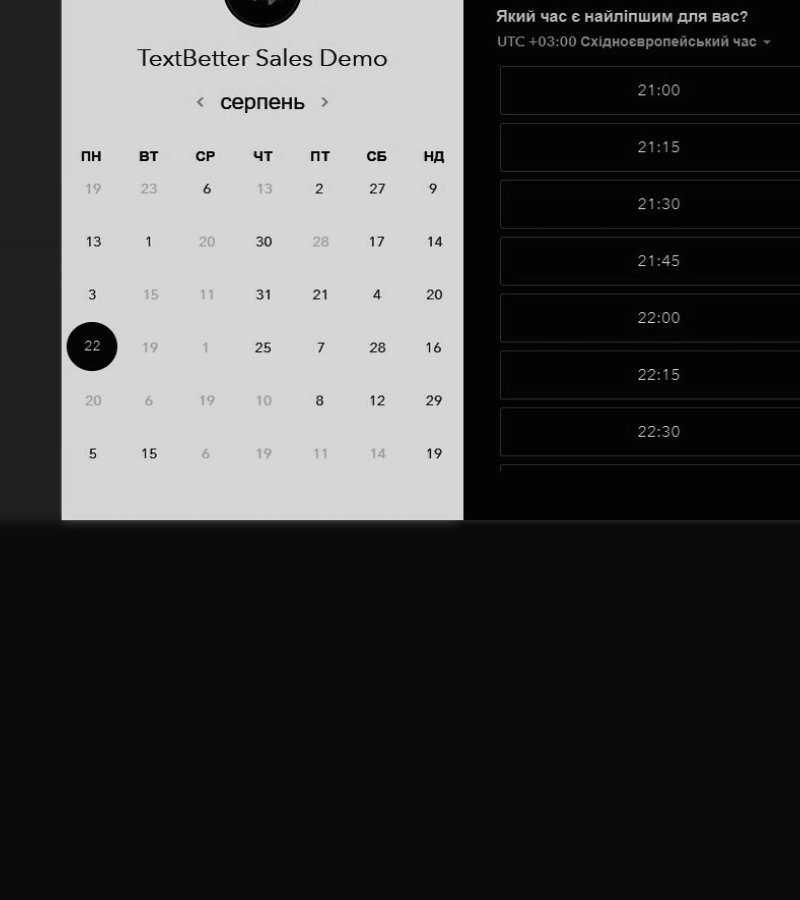 TextBetter Sales Demo
‹ серпень ›
ПН ВТ СР ЧТ ПТ СБ НД
19 23 6 13 2 27 9
13 1 20 30 28 17 14
3 15 11 31 21 4 20
22 19 1 25 7 28 16
20 6 19 10 8 12 29
5 15 6 19 11 14 19
Який час є найліпшим для вас?
UTC +03:00 Східноєвропейський час
21:00
21:15
21:30
21:45
22:00
22:15
22:30